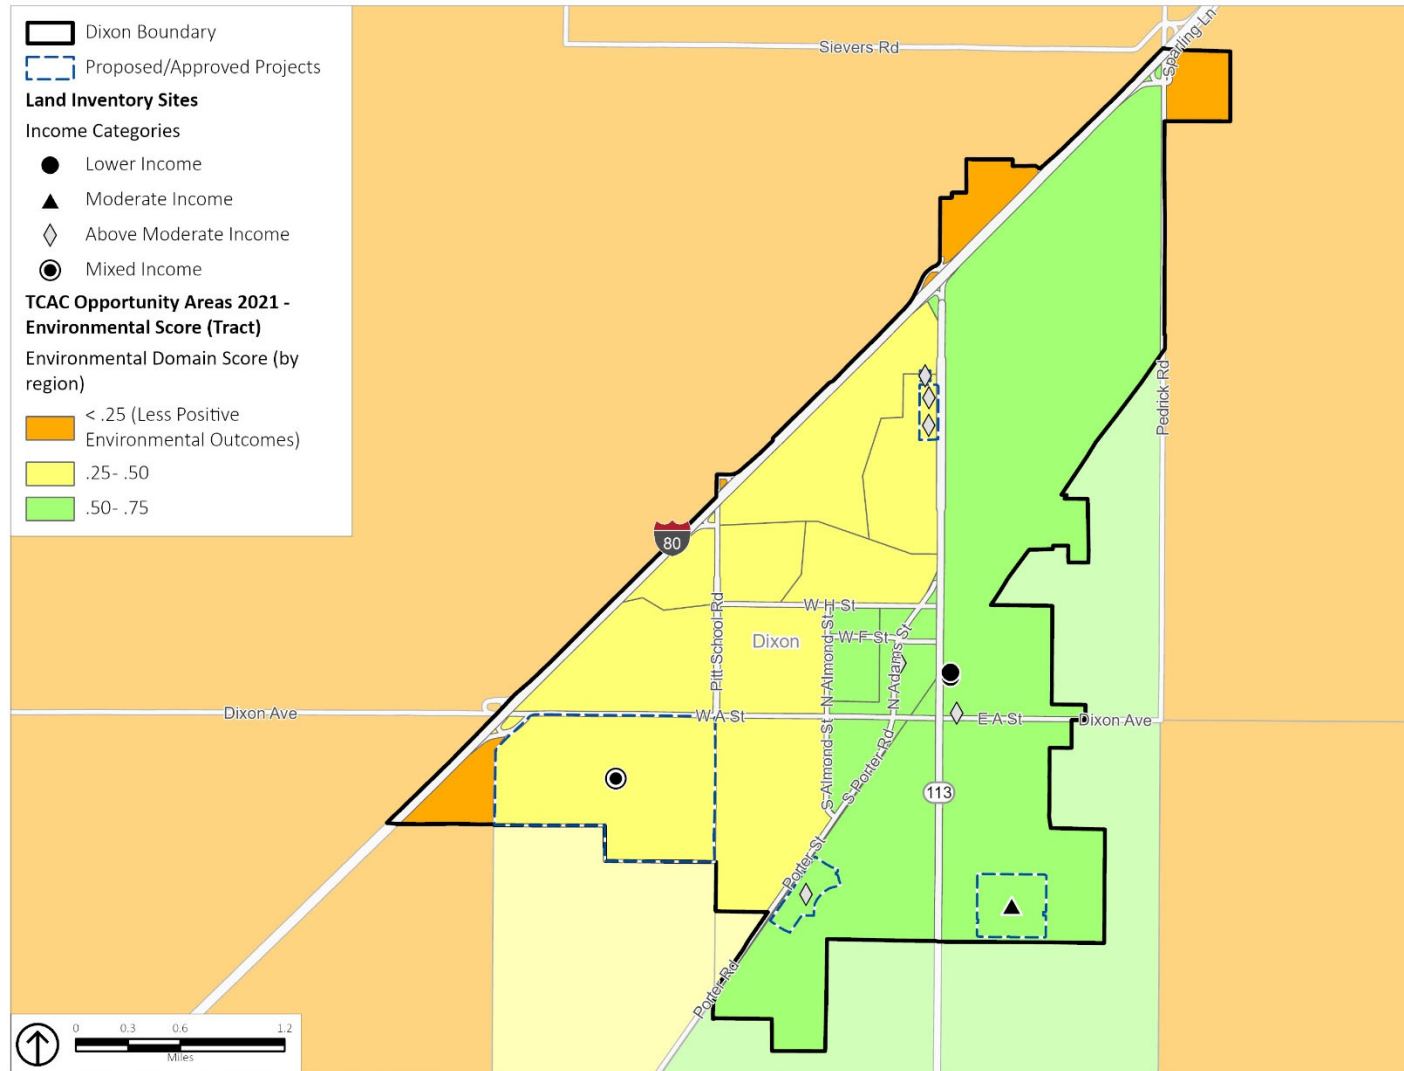 Dixon Boundary
Proposed/Approved Projects
Land Inventory Sites
Income Categories
Lower Income
Moderate Income
Above Moderate Income
Mixed Income
TCAC Opportunity Areas 2021 -
Environmental Score (Tract)
Environmental Domain Score (by
region)
< .25 (Less Positive
Environmental Outcomes)
.25- .50
.50- .75
Sievers Rd
Sparling Ln
Pedrick Rd
80
W H St
Dixon
W F St
Pitt School Rd
N Almond St
N Adams St
Dixon Ave
W A St
E A St
Dixon Ave
S Almond St
S Porter Rd
113
Porter St
Porter Rd
0 0.3 0.6 1.2
Miles